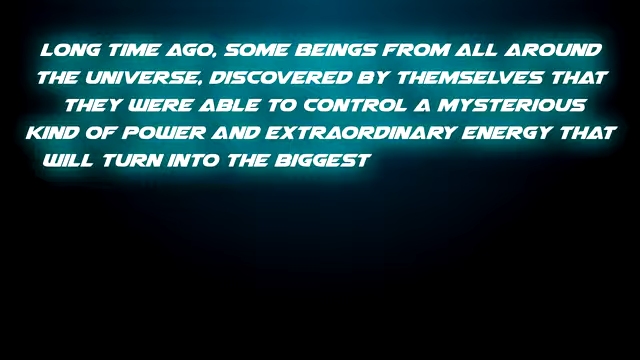 LONG TIME AGO, SOME BEINGS FROM ALL AROUND
THE UNIVERSE, DISCOVERED BY THEMSELVES THAT
THEY WERE ABLE TO CONTROL A MYSTERIOUS
KIND OF POWER AND EXTRAORDINARY ENERGY THAT
WILL TURN INTO THE BIGGEST